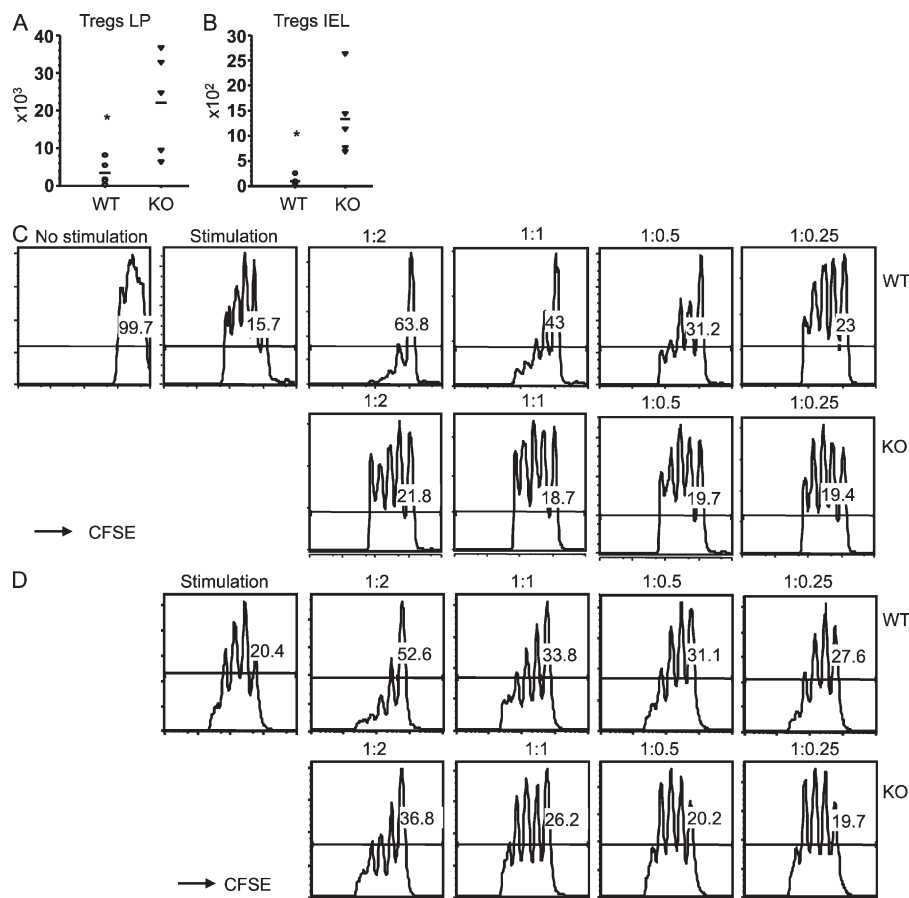 A Tregs LP B Tregs IEL
40 30
30 25
20
20 15
x10³ x10²
* *
10 10
5
0 0
WT KO WT KO
C No stimulation Stimulation 1:2 1:1 1:0.5 1:0.25
WT
99.7 15.7 63.8 43 31.2 23
1:2 1:1 1:0.5 1:0.25
KO
21.8 18.7 19.7 19.4
→ CFSE
D Stimulation 1:2 1:1 1:0.5 1:0.25
WT
20.4 52.6 33.8 31.1 27.6
1:2 1:1 1:0.5 1:0.25
KO
36.8 26.2 20.2 19.7
→ CFSE